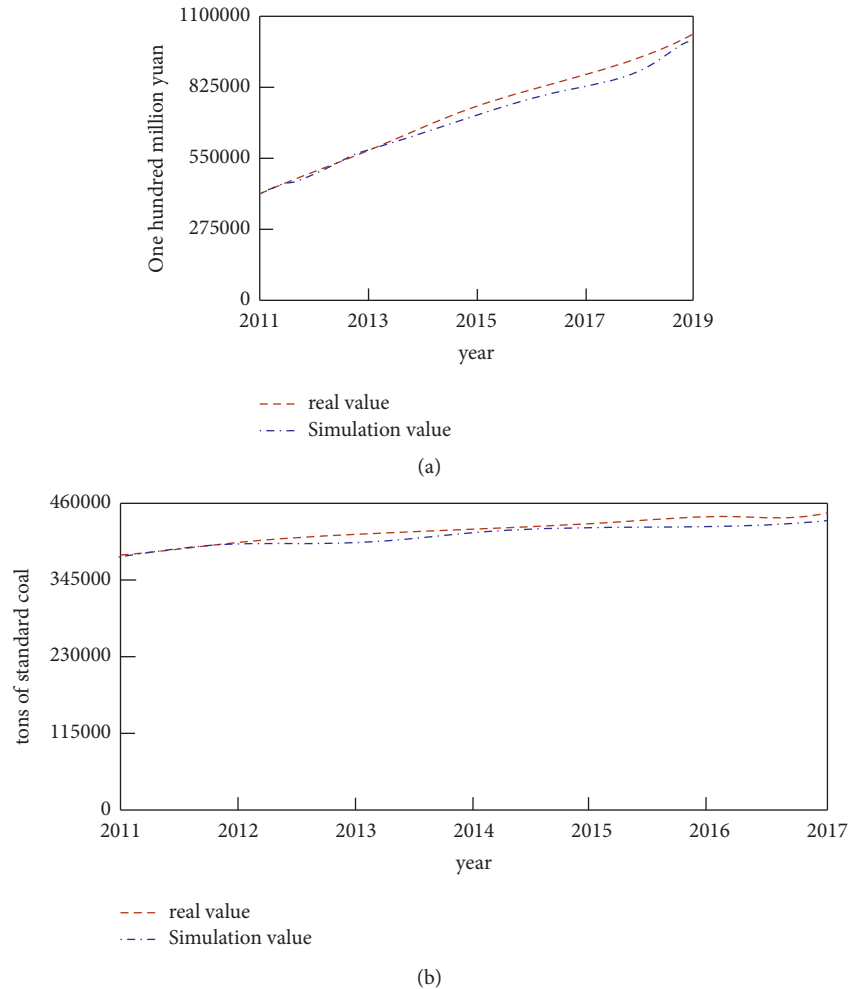 One hundred million yuan
1100000
825000
550000
275000
0
2011 2013 2015 2017 2019
year
real value
Simulation value
(a)
tons of standard coal
460000
345000
230000
115000
0
2011 2012 2013 2014 2015 2016 2017
year
real value
Simulation value
(b)